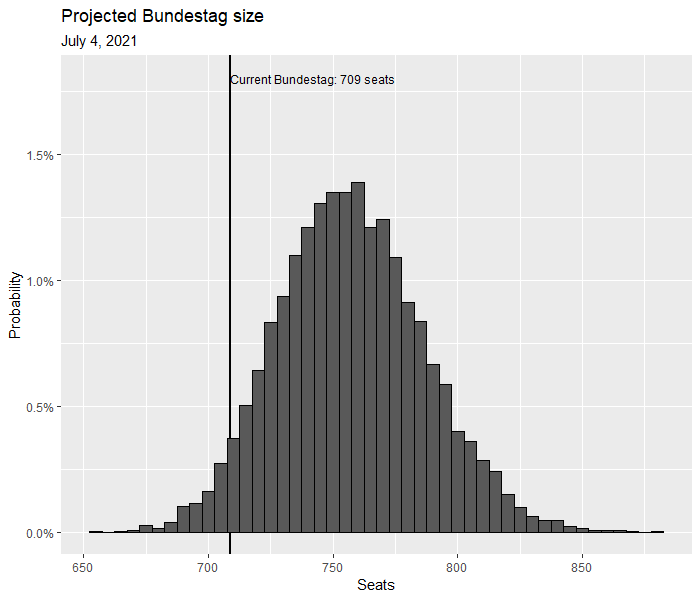 Projected Bundestag size
July 4, 2021
Current Bundestag: 709 seats
1.5%
1.0%
0.5%
0.0%
Probability
650 700 750 800 850
Seats